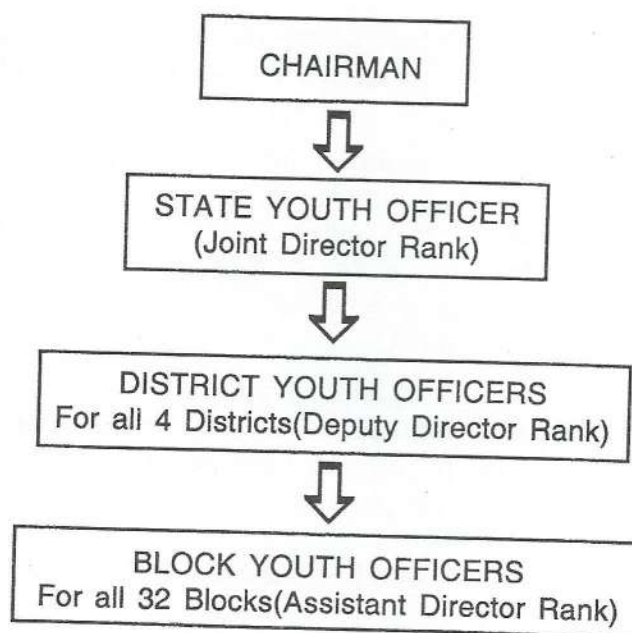 CHAIRMAN
STATE YOUTH OFFICER
(Joint Director Rank)
DISTRICT YOUTH OFFICERS
For all 4 Districts(Deputy Director Rank)
BLOCK YOUTH OFFICERS
For all 32 Blocks(Assistant Director Rank)